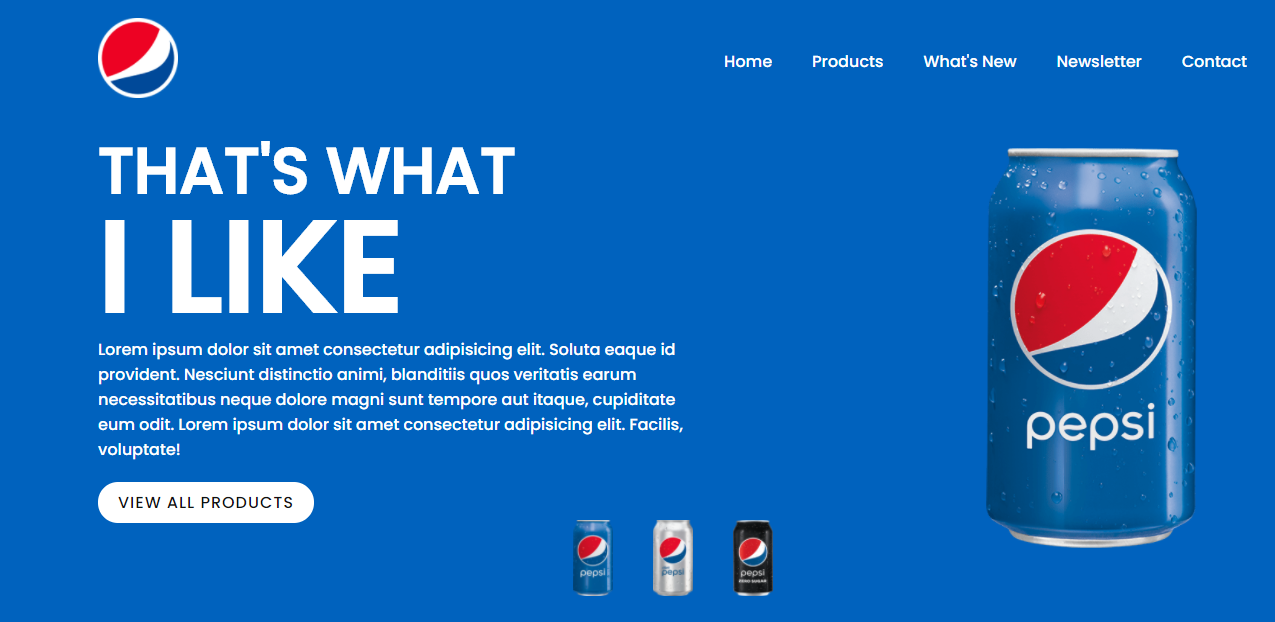 Home Products What's New Newsletter Contact
THAT'S WHAT
I LIKE
Lorem ipsum dolor sit amet consectetur adipisicing elit. Soluta eaque id
provident. Nesciunt distinctio animi, blanditiis quos veritatis earum
necessitatibus neque dolore magni sunt tempore aut itaque, cupiditate
eum odit. Lorem ipsum dolor sit amet consectetur adipisicing elit. Facilis,
voluptate!
VIEW ALL PRODUCTS
pepsi
pepsi
pepsi
pepsi
ZERO SUGAR